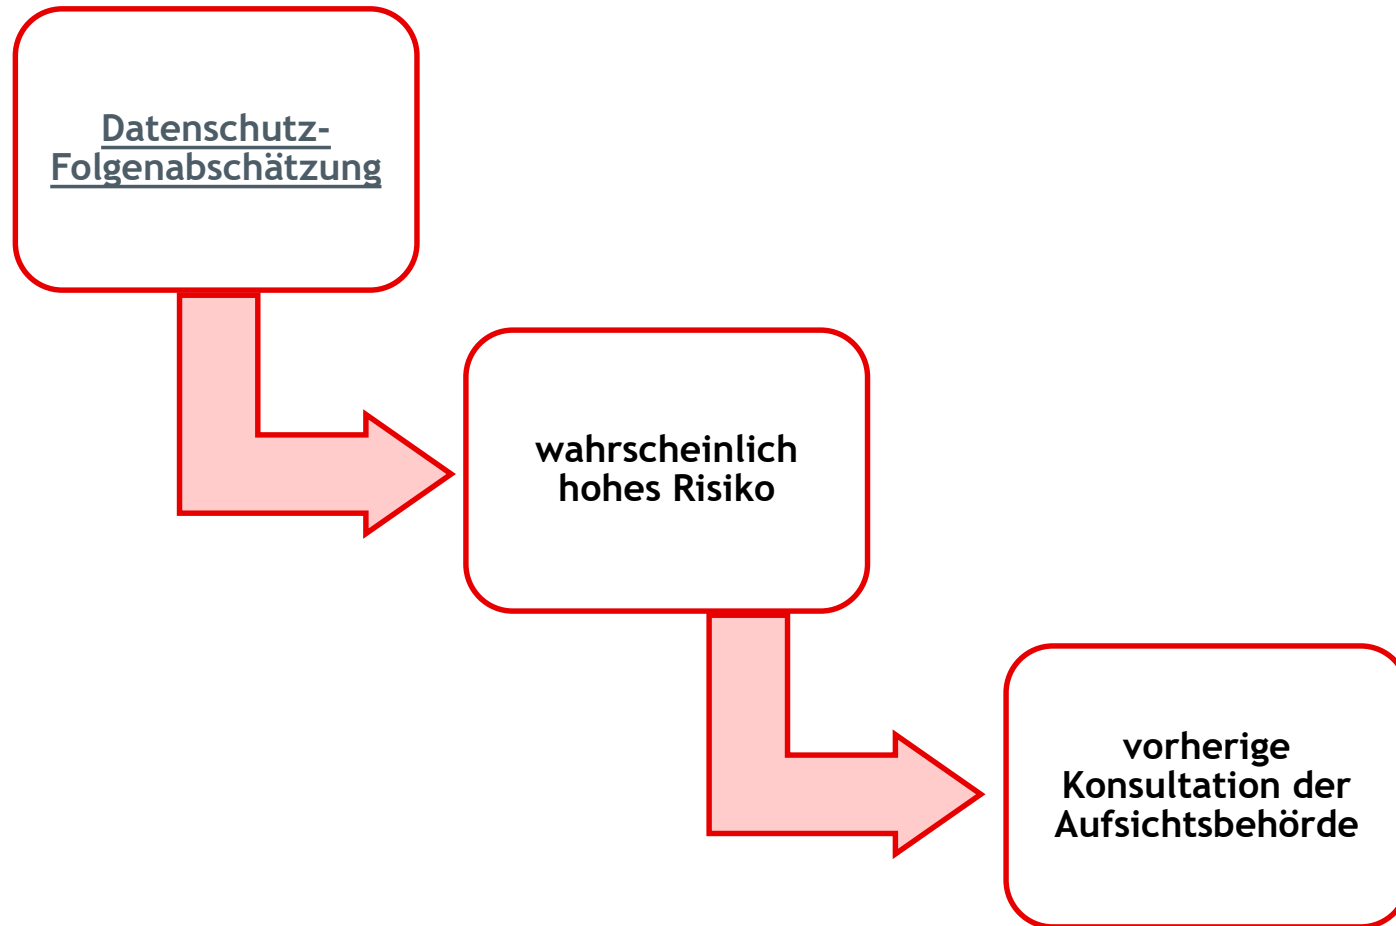 Datenschutz-
Folgenabschätzung
wahrscheinlich
hohes Risiko
vorherige
Konsultation der
Aufsichtsbehörde